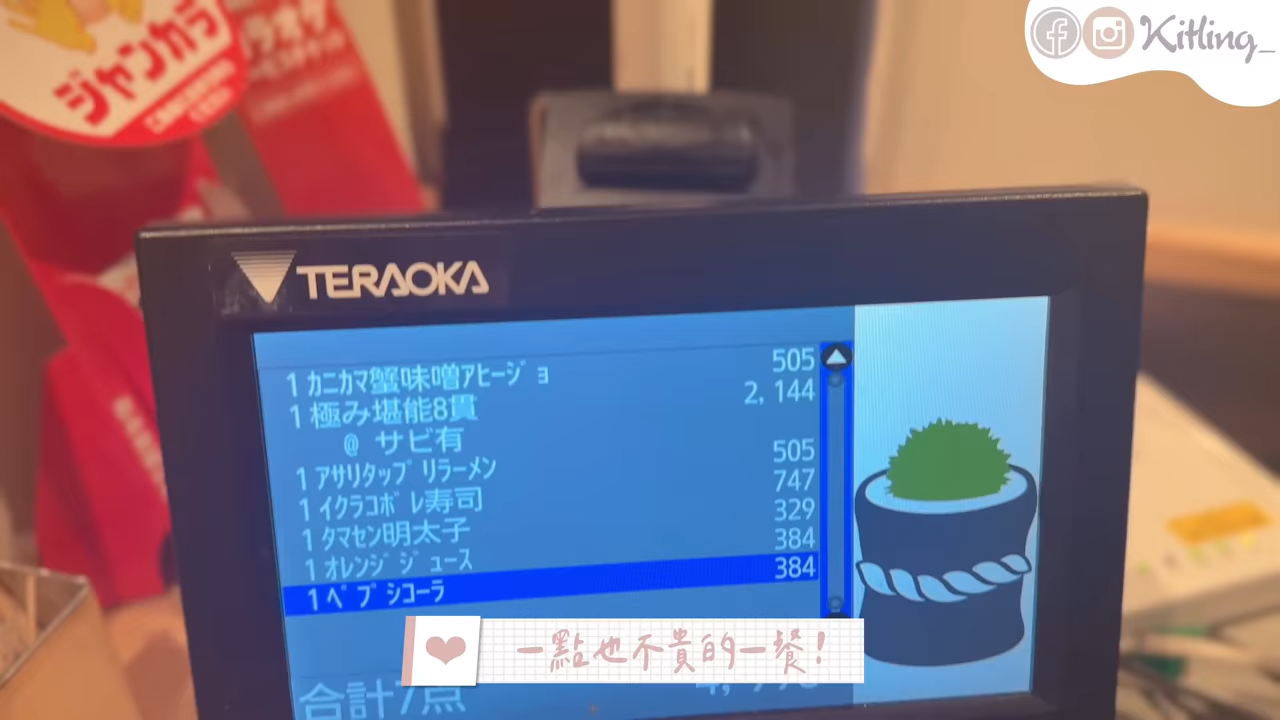 ジャンカラ
Kitling_
TERAOKA
1 カニカマ蟹味噌アヒージョ 505
1 極み堪能8貫 2,144
@ サビ有
1 アサリタップリラーメン 505
1 イクラコボレ寿司 747
1 タマセン明太子 329
1 オレンジジュース 384
1 ペプシコーラ 384
一點也不貴的一餐!
合計7点